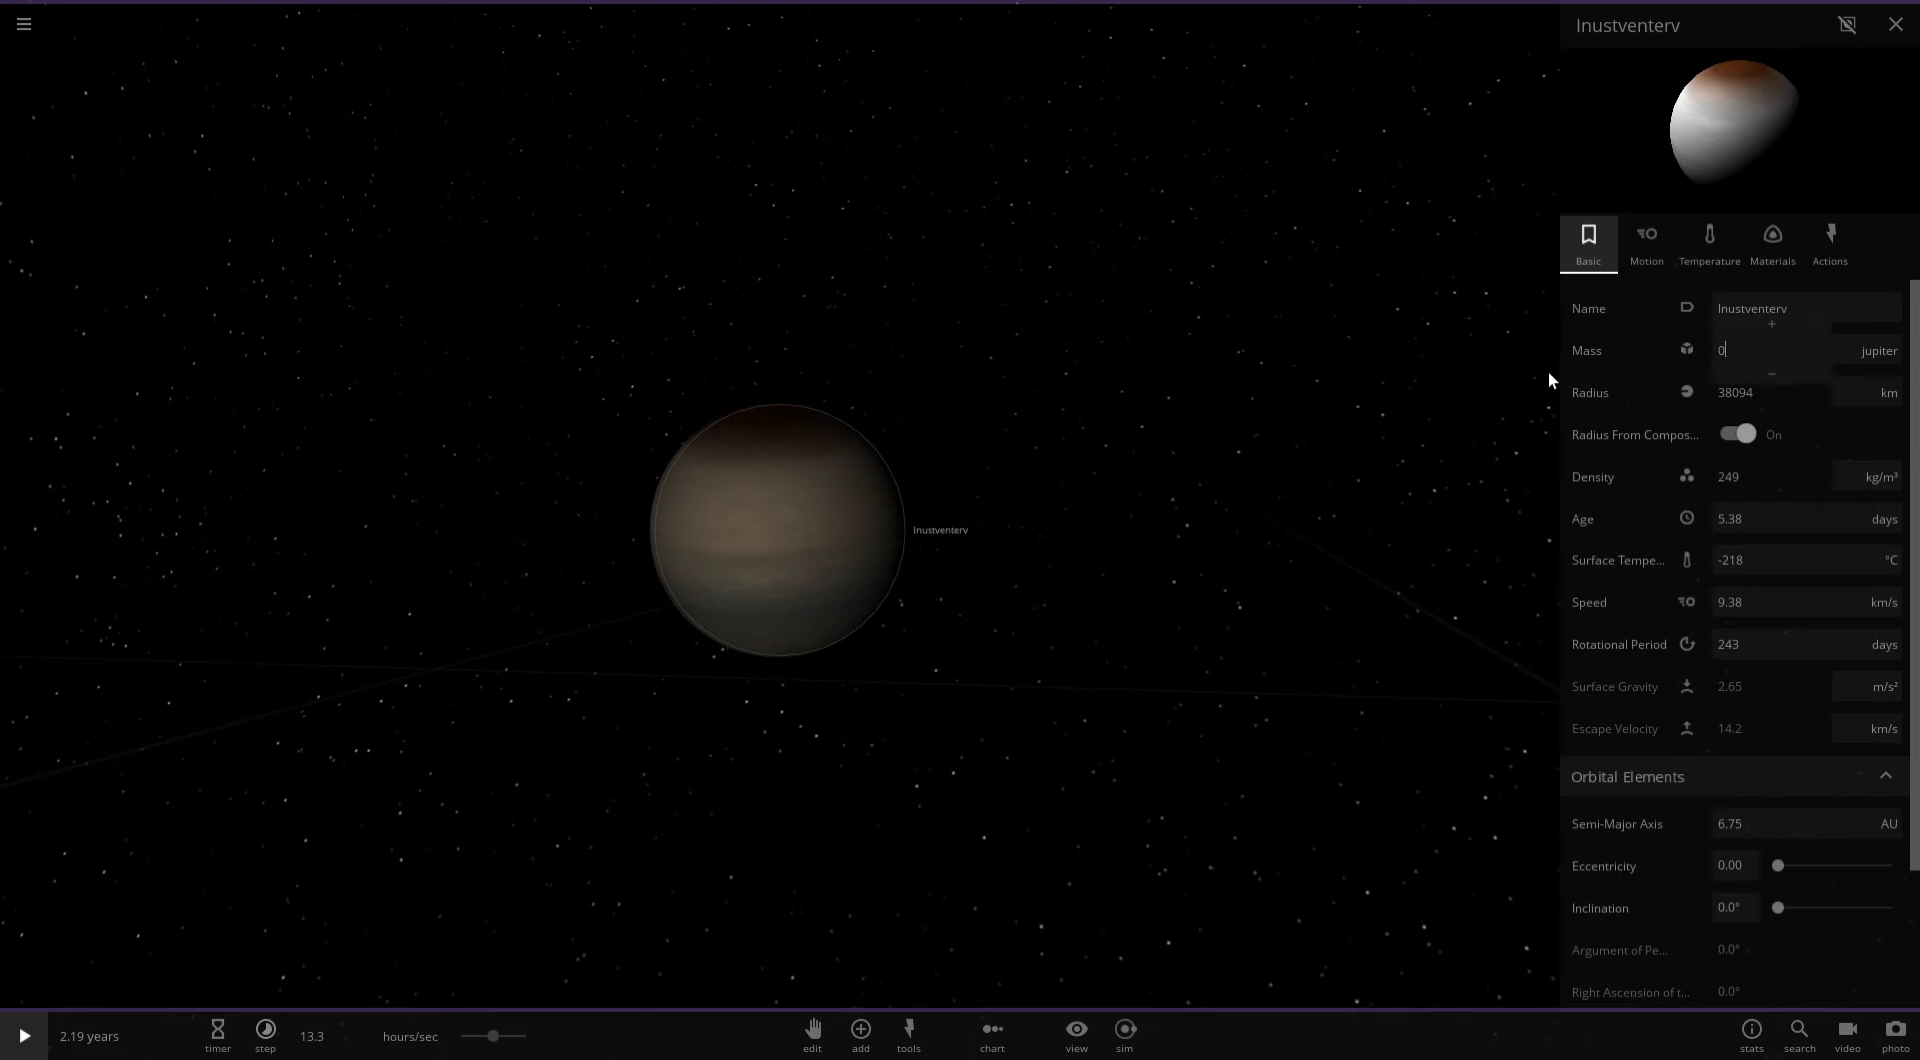 Inustventerv
Basic
Motion
Temperature
Materials
Actions
Name Inustventerv
+
Mass 0 jupiter
−
Radius 38094 km
Radius From Compos... On
Density 249 kg/m³
Age 5.38 days
Surface Tempe... -218 °C
Speed 9.38 km/s
Inustventerv
Rotational Period 243 days
Surface Gravity 2.65 m/s²
Escape Velocity 14.2 km/s
Orbital Elements
Semi-Major Axis 6.75 AU
Eccentricity 0.00
Inclination 0.0°
Argument of Pe... 0.0°
Right Ascension of t... 0.0°
2.19 years
timer
step
13.3 hours/sec
edit
add
tools
chart
view
sim
stats
search
video
photo